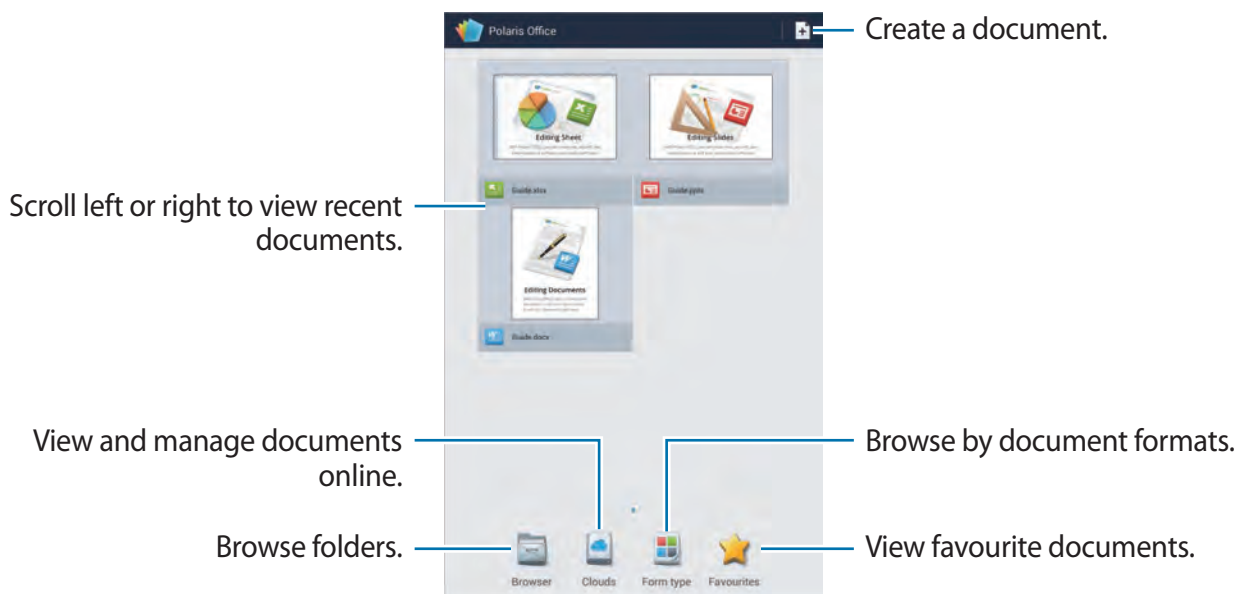 Polaris Office
Create a document.
Editing Sheet
Editing Slides
Guide.xlsx
Guide.pptx
Scroll left or right to view recent
documents.
Editing Documents
Guide.docx
View and manage documents
online.
Browse by document formats.
Browse folders.
View favourite documents.
Browser
Clouds
Form type
Favourites